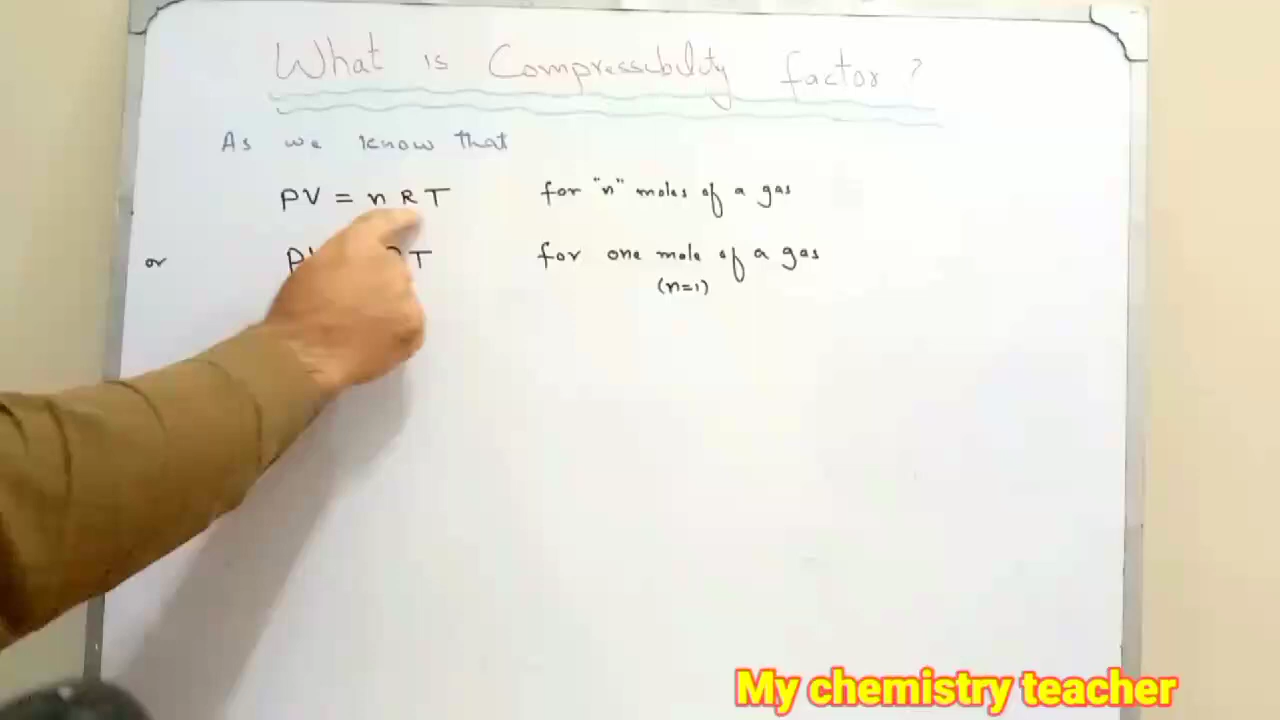 What is Compressibility factor ?
As we know that
PV = n R T for "n" moles of a gas
or P T for one mole of a gas
(n=1)
My chemistry teacher